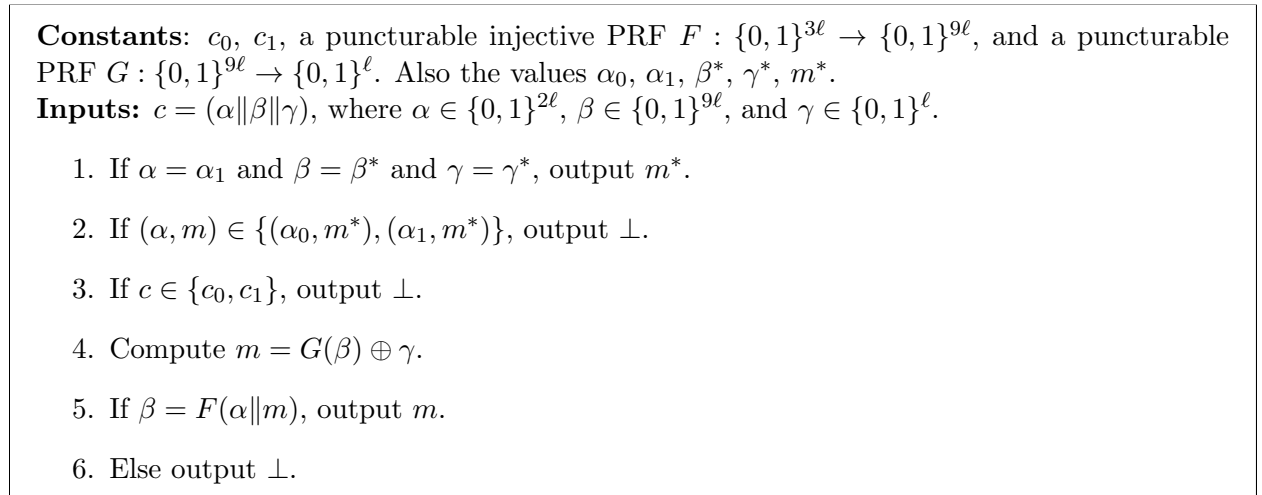 Constants: c₀, c₁, a puncturable injective PRF F : {0, 1}³ℓ → {0, 1}⁹ℓ, and a puncturable
PRF G : {0, 1}⁹ℓ → {0, 1}ℓ. Also the values α₀, α₁, β*, γ*, m*.
Inputs: c = (α‖β‖γ), where α ∈ {0, 1}²ℓ, β ∈ {0, 1}⁹ℓ, and γ ∈ {0, 1}ℓ.
1. If α = α₁ and β = β* and γ = γ*, output m*.
2. If (α, m) ∈ {(α₀, m*), (α₁, m*)}, output ⊥.
3. If c ∈ {c₀, c₁}, output ⊥.
4. Compute m = G(β) ⊕ γ.
5. If β = F(α‖m), output m.
6. Else output ⊥.